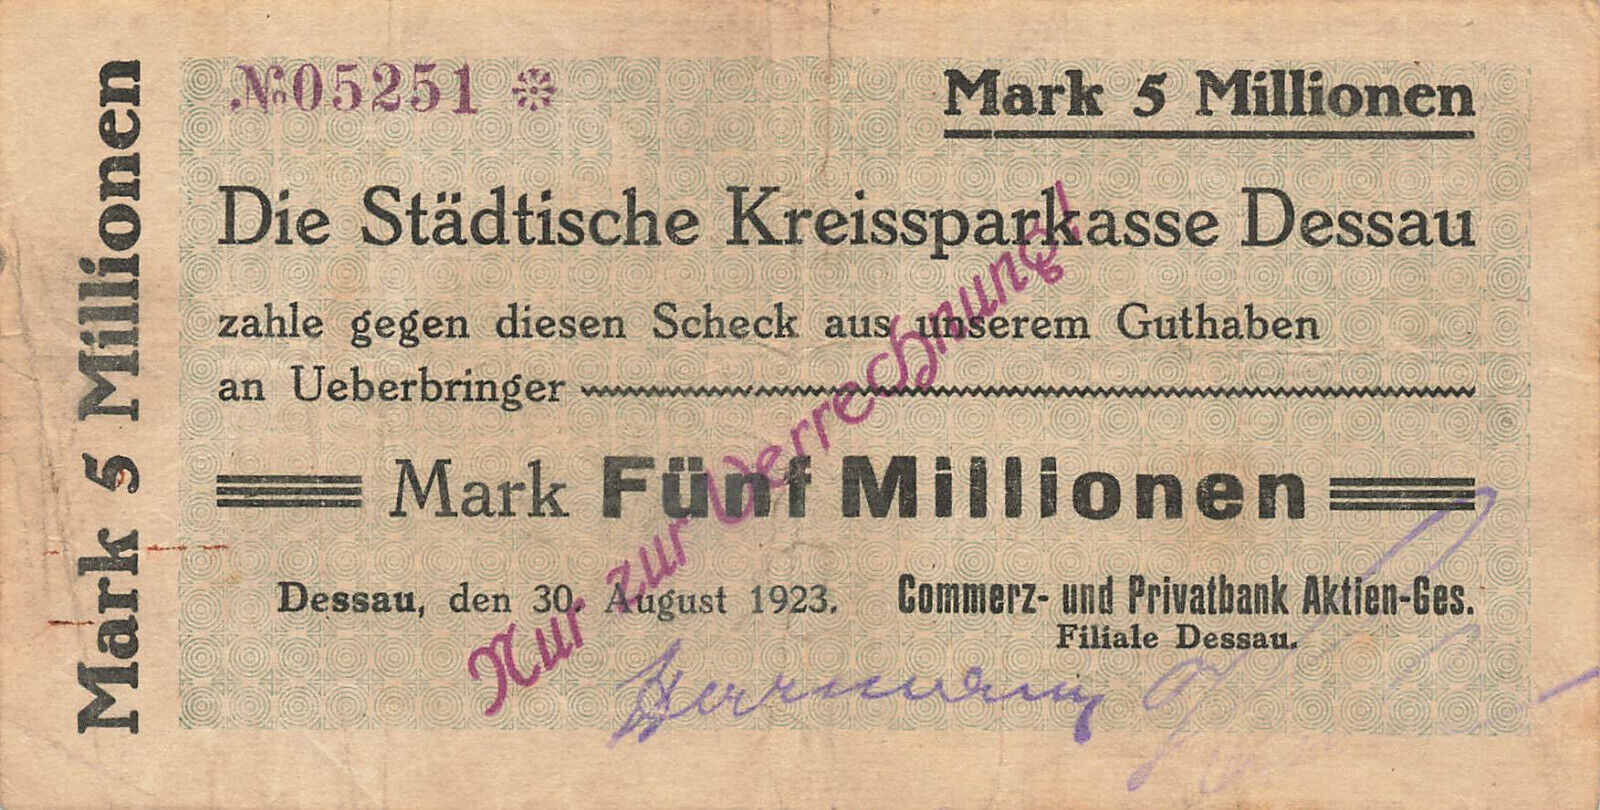 Mark 5 Millionen
№05251 *
Mark 5 Millionen
Die Städtische Kreissparkasse Dessau
zahle gegen diesen Scheck aus unserem Guthaben
an Ueberbringer
Mark Fünf Millionen
Nur zur Verrechnung!
Dessau, den 30. August 1923.
Commerz- und Privatbank Aktien-Ges.
Filiale Dessau.
Herrmann